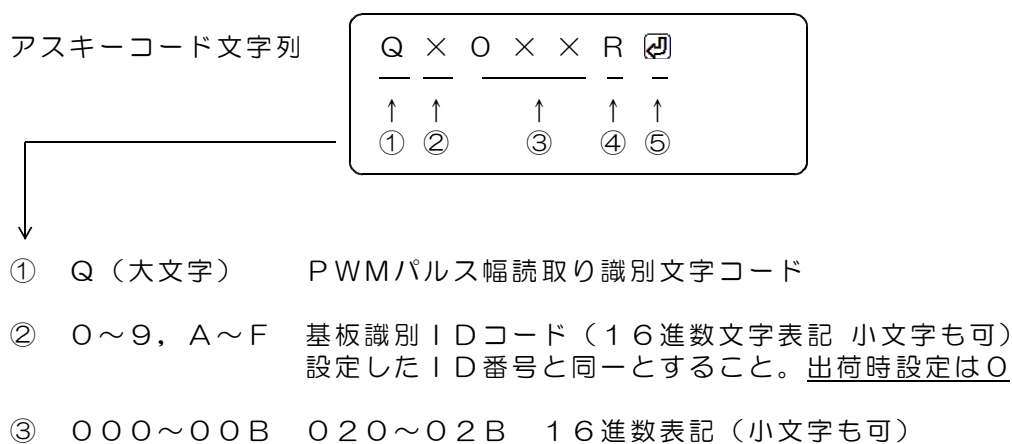 アスキーコード文字列
Q × 0 × × R ⏎
↑ ↑ ↑ ↑ ↑
① ② ③ ④ ⑤
① Q（大文字） PWMパルス幅読取り識別文字コード
② 0～9，A～F 基板識別IDコード（16進数文字表記 小文字も可）
設定したID番号と同一とすること。出荷時設定は0
③ 000～00B 020～02B 16進数表記（小文字も可）